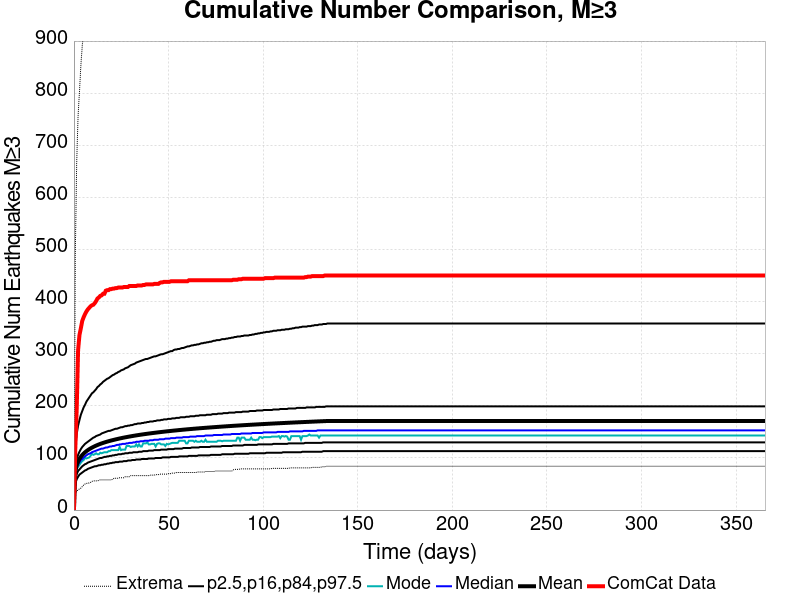 Cumulative Number Comparison, M≥3
Cumulative Num Earthquakes M≥3
900
800
700
600
500
400
300
200
100
0
0 50 100 150 200 250 300 350
Time (days)
Extrema p2.5,p16,p84,p97.5 Mode Median Mean ComCat Data